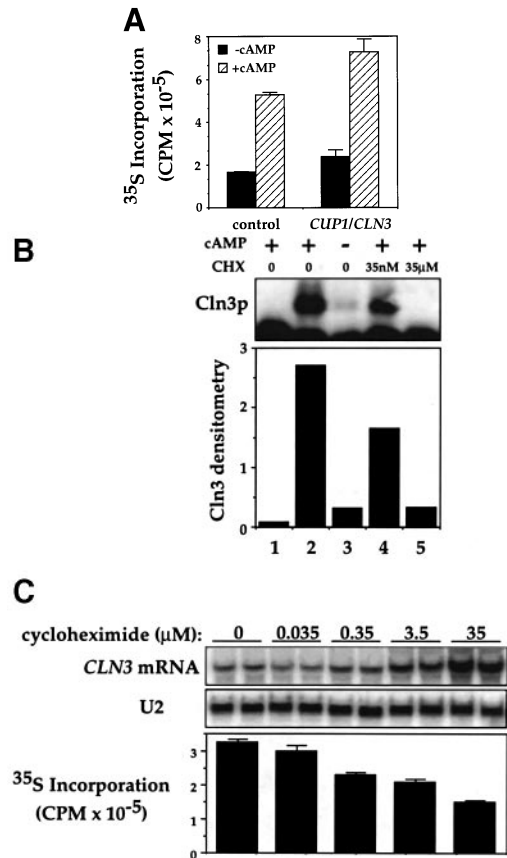 A
-cAMP
+cAMP
35S Incorporation
(CPM x 10-5)
8
6
4
2
0
control CUP1/CLN3
B
cAMP + + - + +
CHX 0 0 0 35nM 35µM
Cln3p
Cln3 densitometry
3
2
1
0
1 2 3 4 5
C
cycloheximide (µM): 0 0.035 0.35 3.5 35
CLN3 mRNA
U2
35S Incorporation
(CPM x 10-5)
3
2
1
0